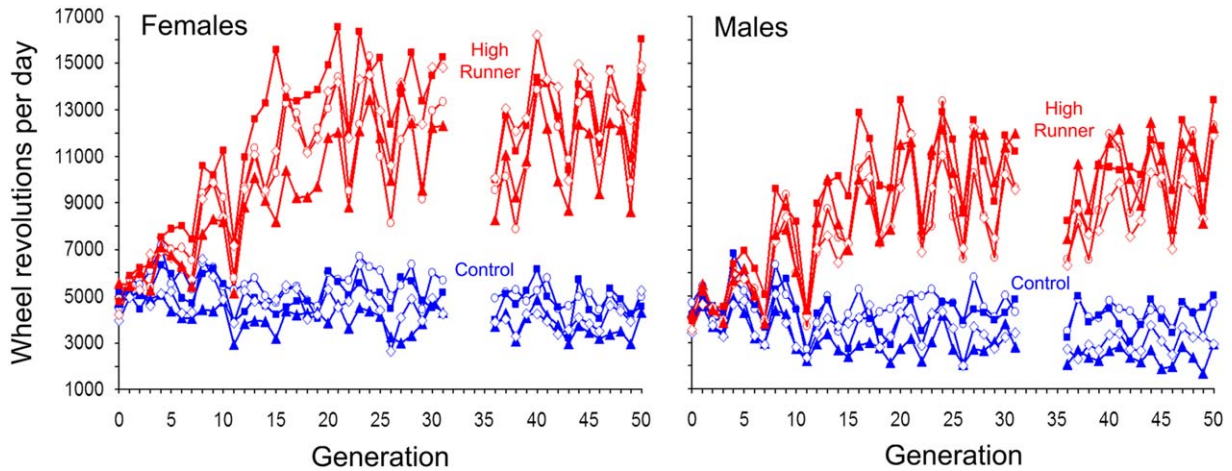 Females
Males
Wheel revolutions per day
17000
15000
13000
11000
9000
7000
5000
3000
1000
High
Runner
Control
High
Runner
Control
0 5 10 15 20 25 30 35 40 45 50
0 5 10 15 20 25 30 35 40 45 50
Generation
Generation